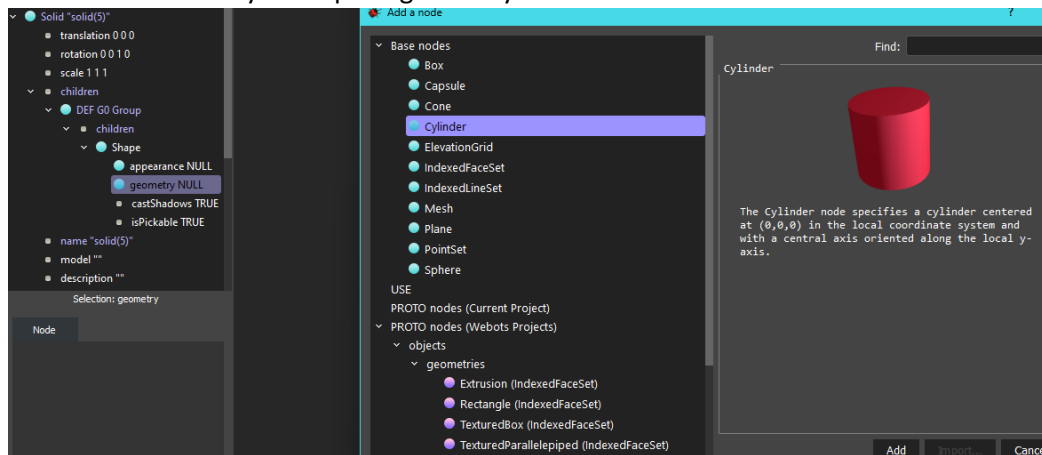 Solid "solid(5)"
translation 0 0 0
rotation 0 0 1 0
scale 1 1 1
children
DEF G0 Group
children
Shape
appearance NULL
geometry NULL
castShadows TRUE
isPickable TRUE
name "solid(5)"
model ""
description ""
Selection: geometry
Node
Add a node
?
Base nodes
Box
Capsule
Cone
Cylinder
ElevationGrid
IndexedFaceSet
IndexedLineSet
Mesh
Plane
PointSet
Sphere
USE
PROTO nodes (Current Project)
PROTO nodes (Webots Projects)
objects
geometries
Extrusion (IndexedFaceSet)
Rectangle (IndexedFaceSet)
TexturedBox (IndexedFaceSet)
TexturedParallelepiped (IndexedFaceSet)
Find:
Cylinder
The Cylinder node specifies a cylinder centered
at (0,0,0) in the local coordinate system and
with a central axis oriented along the local y-
axis.
Add
Import...
Cance